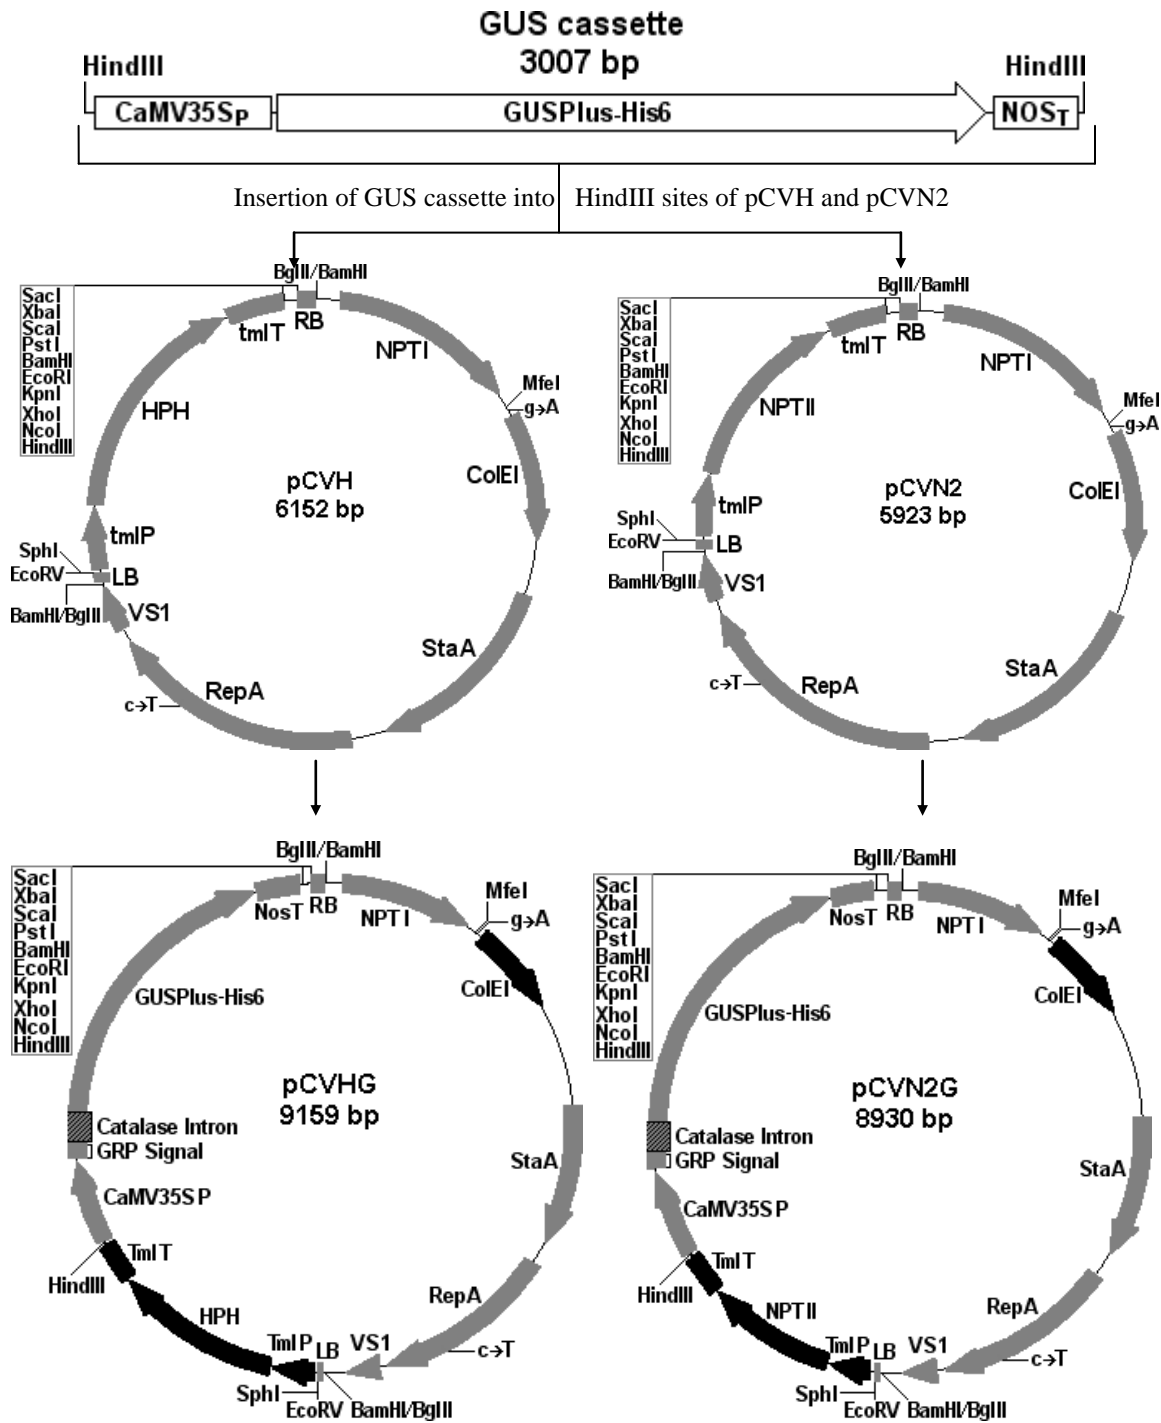 GUS cassette
3007 bp
HindIII
HindIII
CaMV35SP
GUSPlus-His6
NOST
Insertion of GUS cassette into HindIII sites of pCVH and pCVN2
BglII/BamHI
SacI
XbaI
ScaI
PstI
BamHI
EcoRI
KpnI
XhoI
NcoI
HindIII
tmlT
RB
NPTI
MfeI
g→A
HPH
ColEI
pCVH
6152 bp
tmlP
SphI
EcoRV
LB
BamHI/BglII
VS1
StaA
RepA
c→T
BglII/BamHI
SacI
XbaI
ScaI
PstI
BamHI
EcoRI
KpnI
XhoI
NcoI
HindIII
tmlT
RB
NPTI
MfeI
g→A
NPTII
ColEI
pCVN2
5923 bp
tmlP
SphI
EcoRV
LB
BamHI/BglII
VS1
StaA
RepA
c→T
BglII/BamHI
SacI
XbaI
ScaI
PstI
BamHI
EcoRI
KpnI
XhoI
NcoI
HindIII
NosT
RB
NPTI
MfeI
g→A
ColEI
GUSPlus-His6
pCVHG
9159 bp
Catalase Intron
GRP Signal
StaA
CaMV35SP
TmlT
HindIII
HPH
RepA
TmlP
LB
VS1
c→T
SphI
EcoRV
BamHI/BglII
BglII/BamHI
SacI
XbaI
ScaI
PstI
BamHI
EcoRI
KpnI
XhoI
NcoI
HindIII
NosT
RB
NPTI
MfeI
g→A
ColEI
GUSPlus-His6
pCVN2G
8930 bp
Catalase Intron
GRP Signal
StaA
CaMV35SP
TmlT
HindIII
NPTII
RepA
TmlP
LB
VS1
c→T
SphI
EcoRV
BamHI/BglII